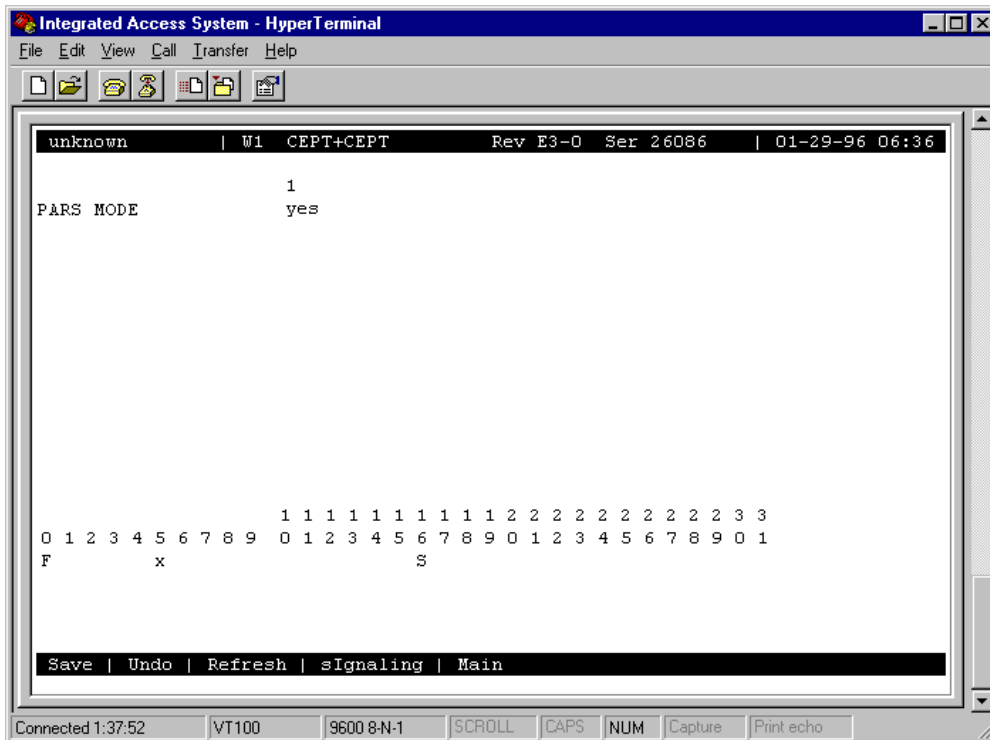 Integrated Access System - HyperTerminal
File Edit View Call Transfer Help
unknown | W1 CEPT+CEPT Rev E3-0 Ser 26086 | 01-29-96 06:36
1
PARS MODE yes
1 1 1 1 1 1 1 1 1 1 2 2 2 2 2 2 2 2 2 2 3 3
0 1 2 3 4 5 6 7 8 9 0 1 2 3 4 5 6 7 8 9 0 1 2 3 4 5 6 7 8 9 0 1
F x S
Save | Undo | Refresh | sIgnaling | Main
Connected 1:37:52 VT100 9600 8-N-1 SCROLL CAPS NUM Capture Print echo